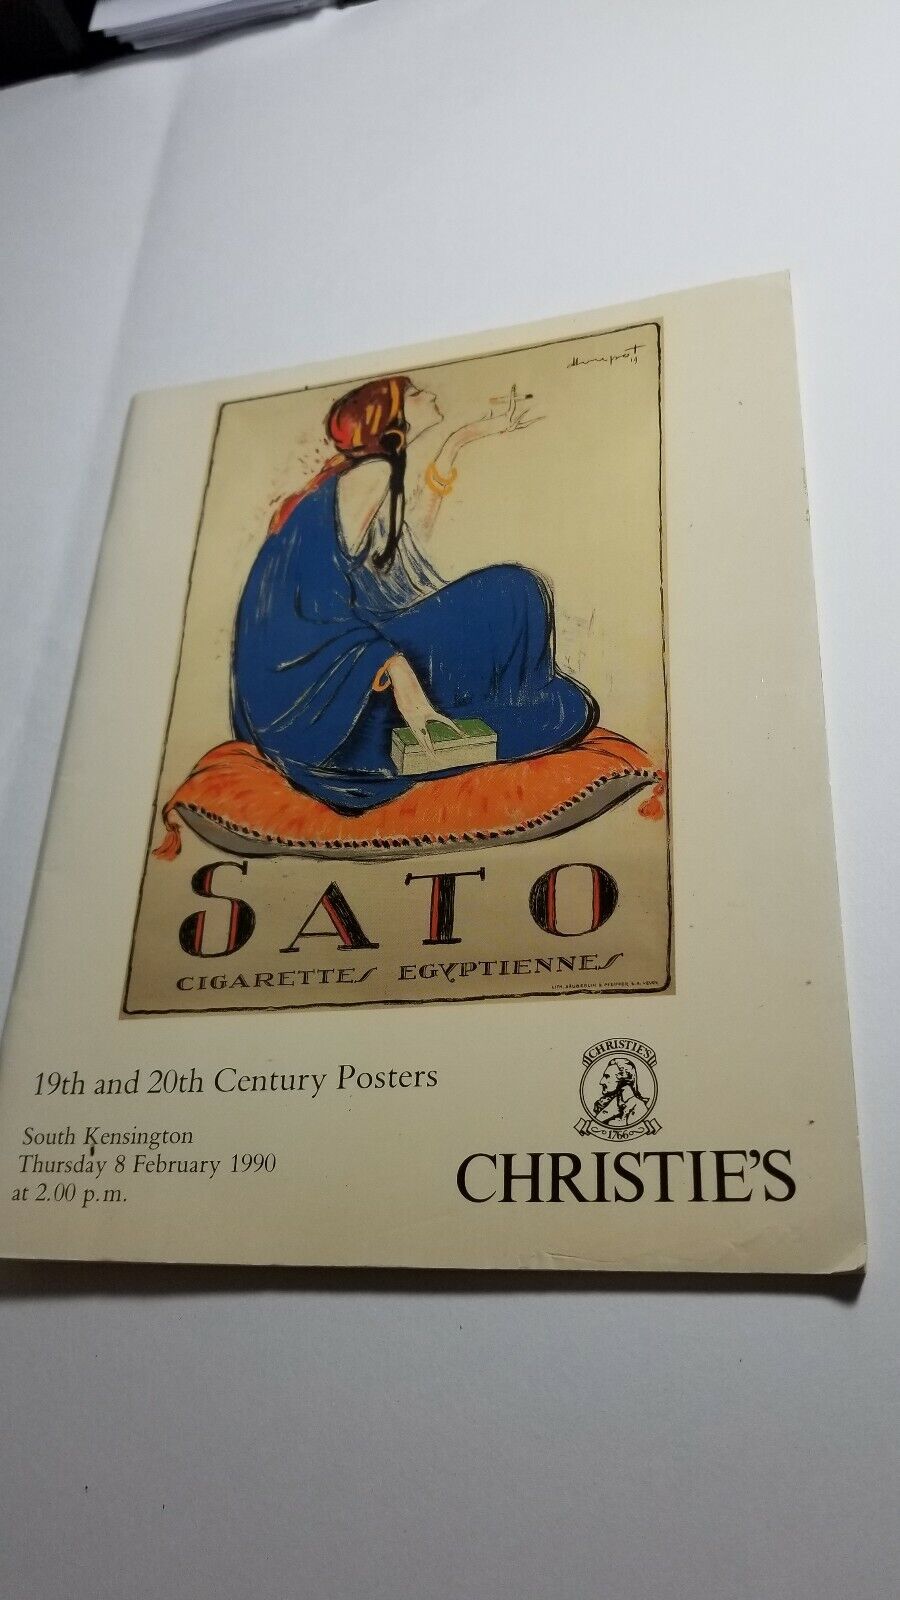 SATO
CIGARETTES EGYPTIENNES
19th and 20th Century Posters
South Kensington
Thursday 8 February 1990
at 2.00 p.m.
CHRISTIE'S
1766
CHRISTIE'S